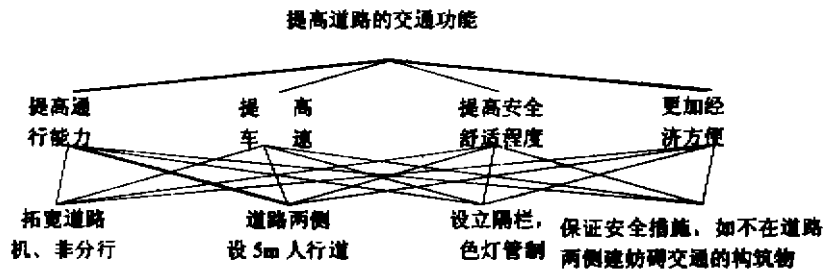 提高道路的交通功能
提高通
行能力
提高
车速
提高安全
舒适程度
更加经
济方便
拓宽道路
机、非分行
道路两侧
设5m人行道
设立隔栏，
色灯管制
保证安全措施，如不在道路
两侧建妨碍交通的构筑物